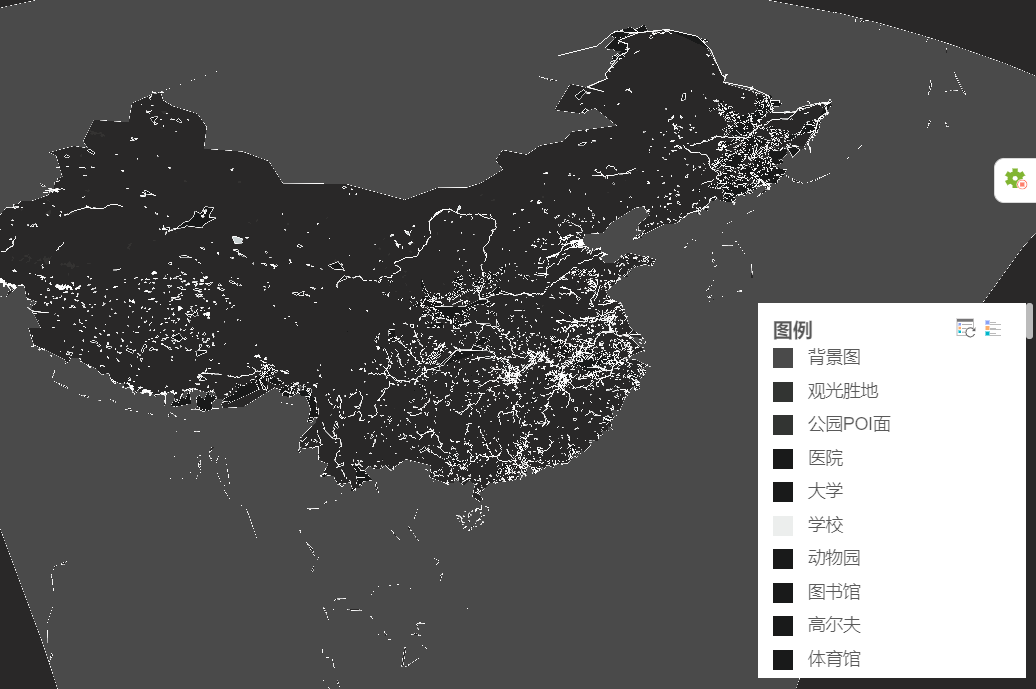 图例
背景图
观光胜地
公园POI面
医院
大学
学校
动物园
图书馆
高尔夫
体育馆